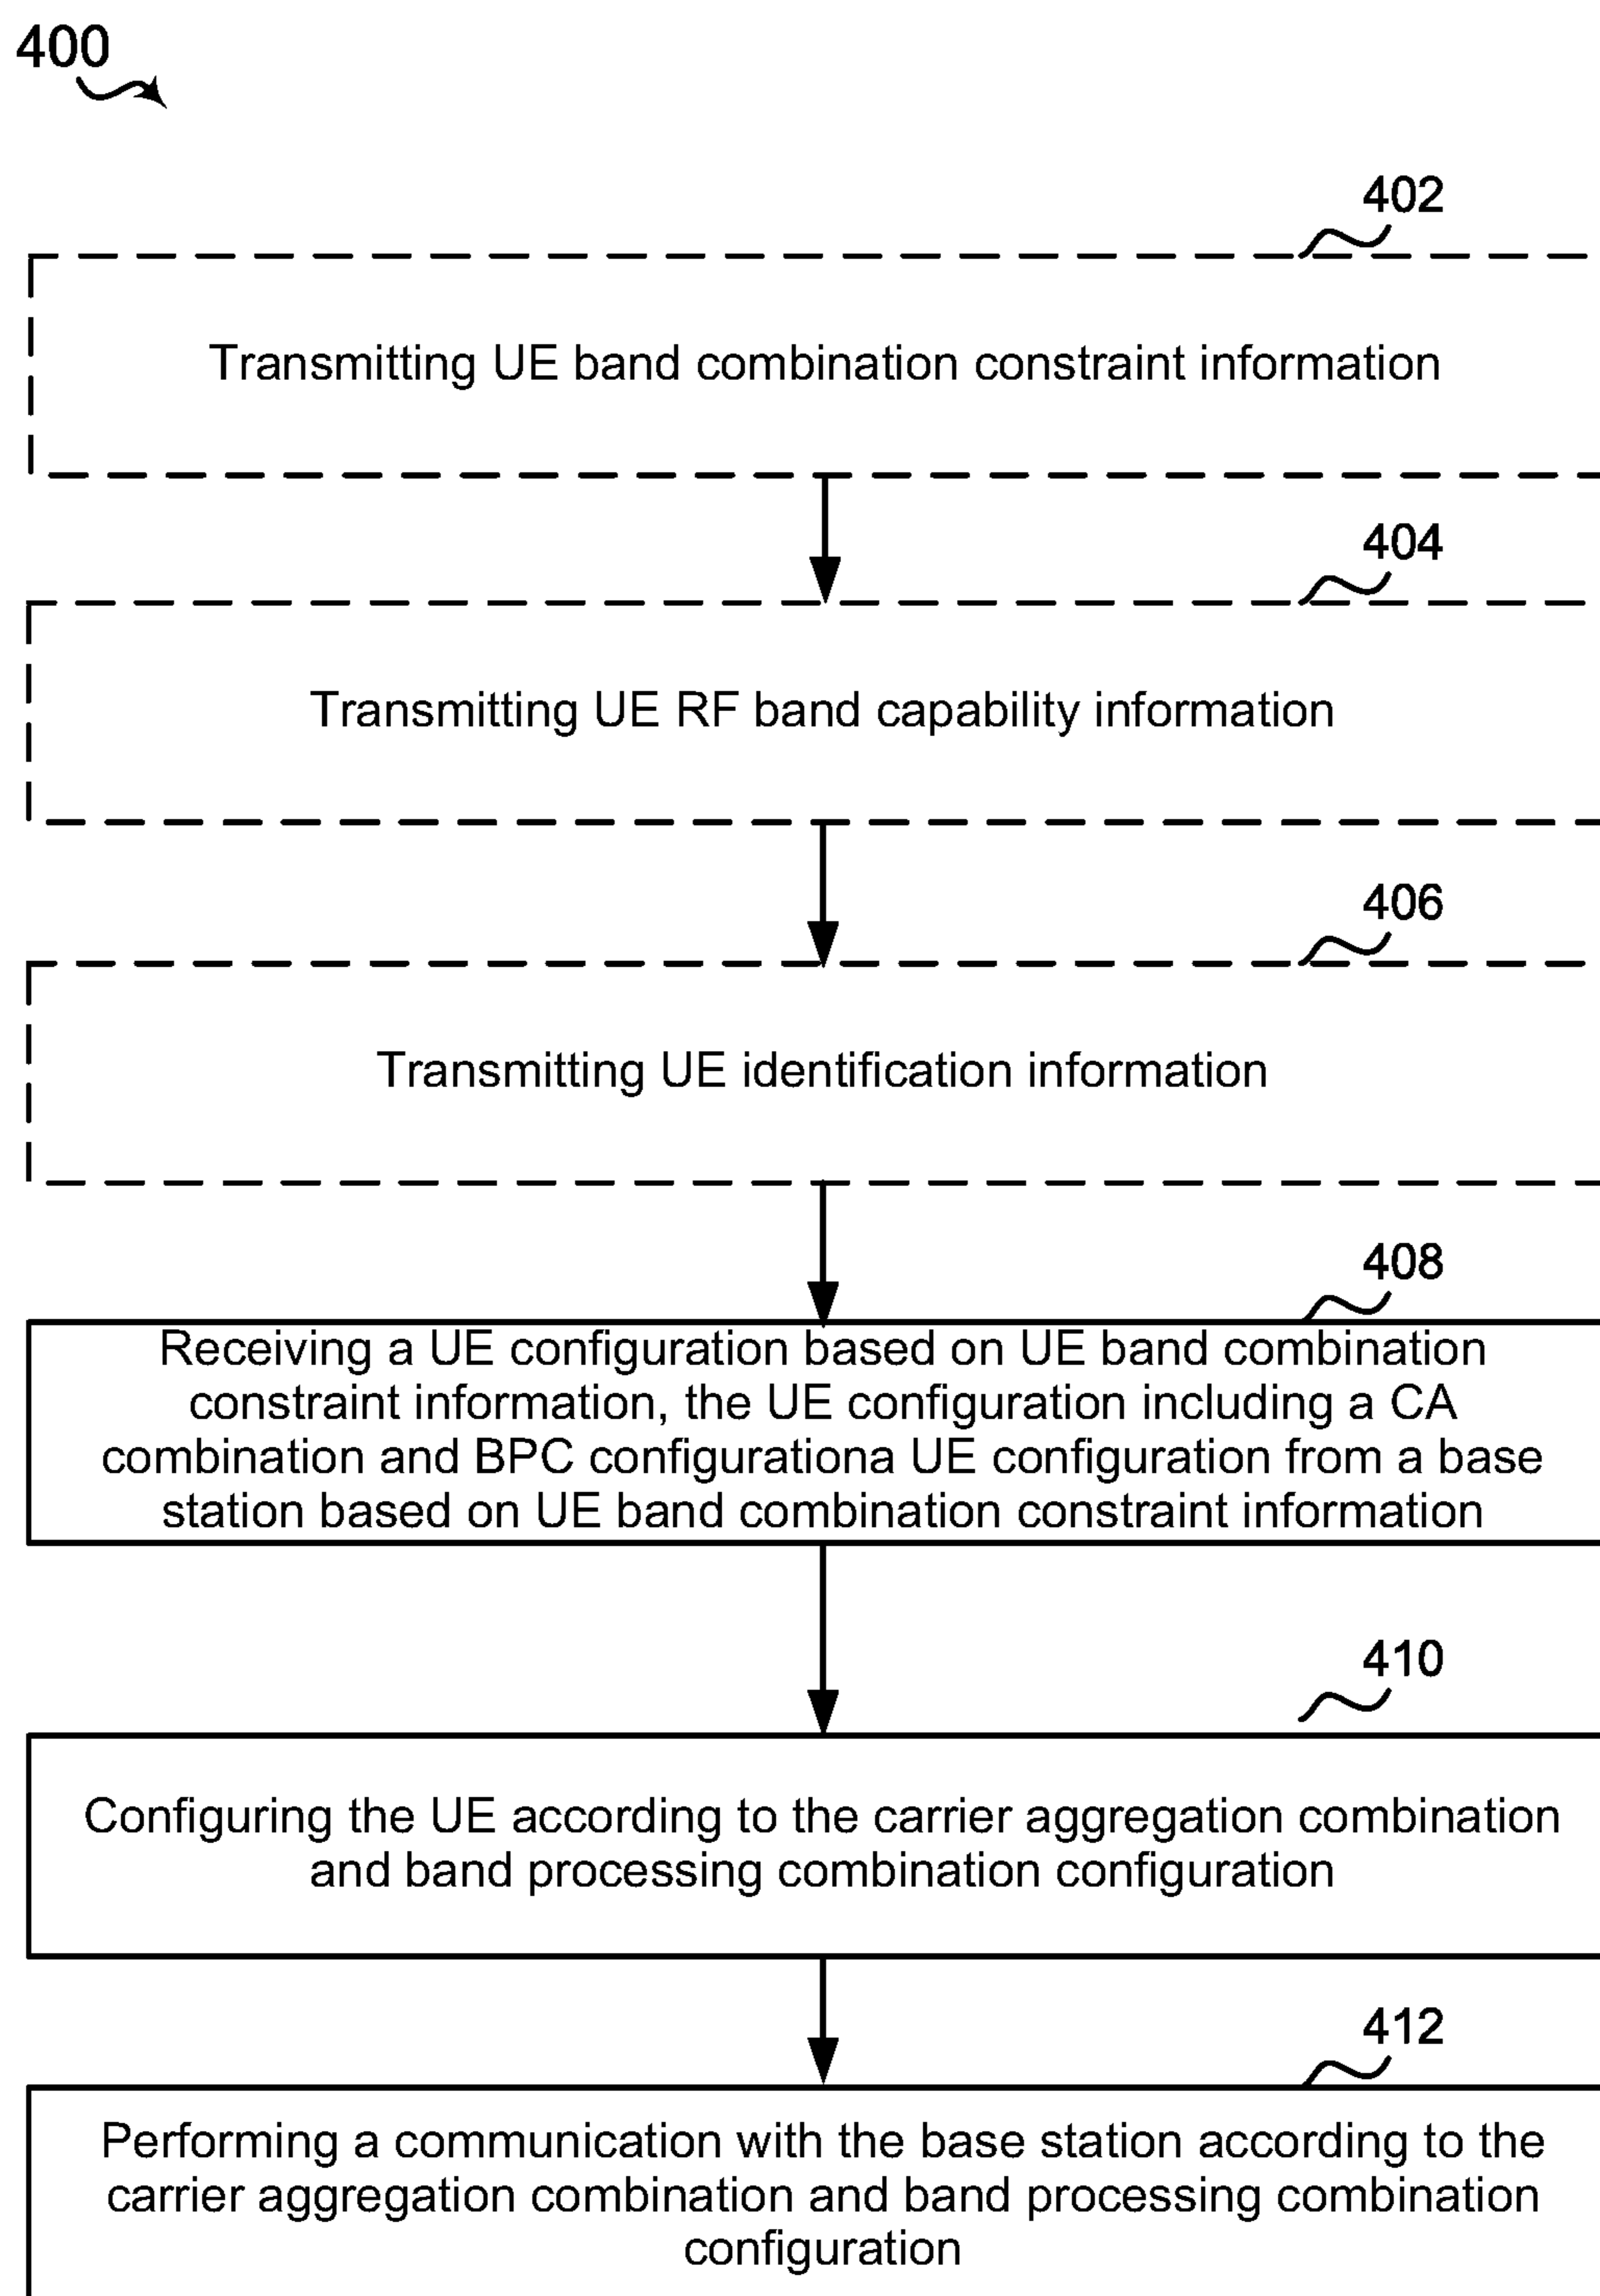 400
402
Transmitting UE band combination constraint information
404
Transmitting UE RF band capability information
406
Transmitting UE identification information
408
Receiving a UE configuration based on UE band combination
constraint information, the UE configuration including a CA
combination and BPC configurationa UE configuration from a base
station based on UE band combination constraint information
410
Configuring the UE according to the carrier aggregation combination
and band processing combination configuration
412
Performing a communication with the base station according to the
carrier aggregation combination and band processing combination
configuration